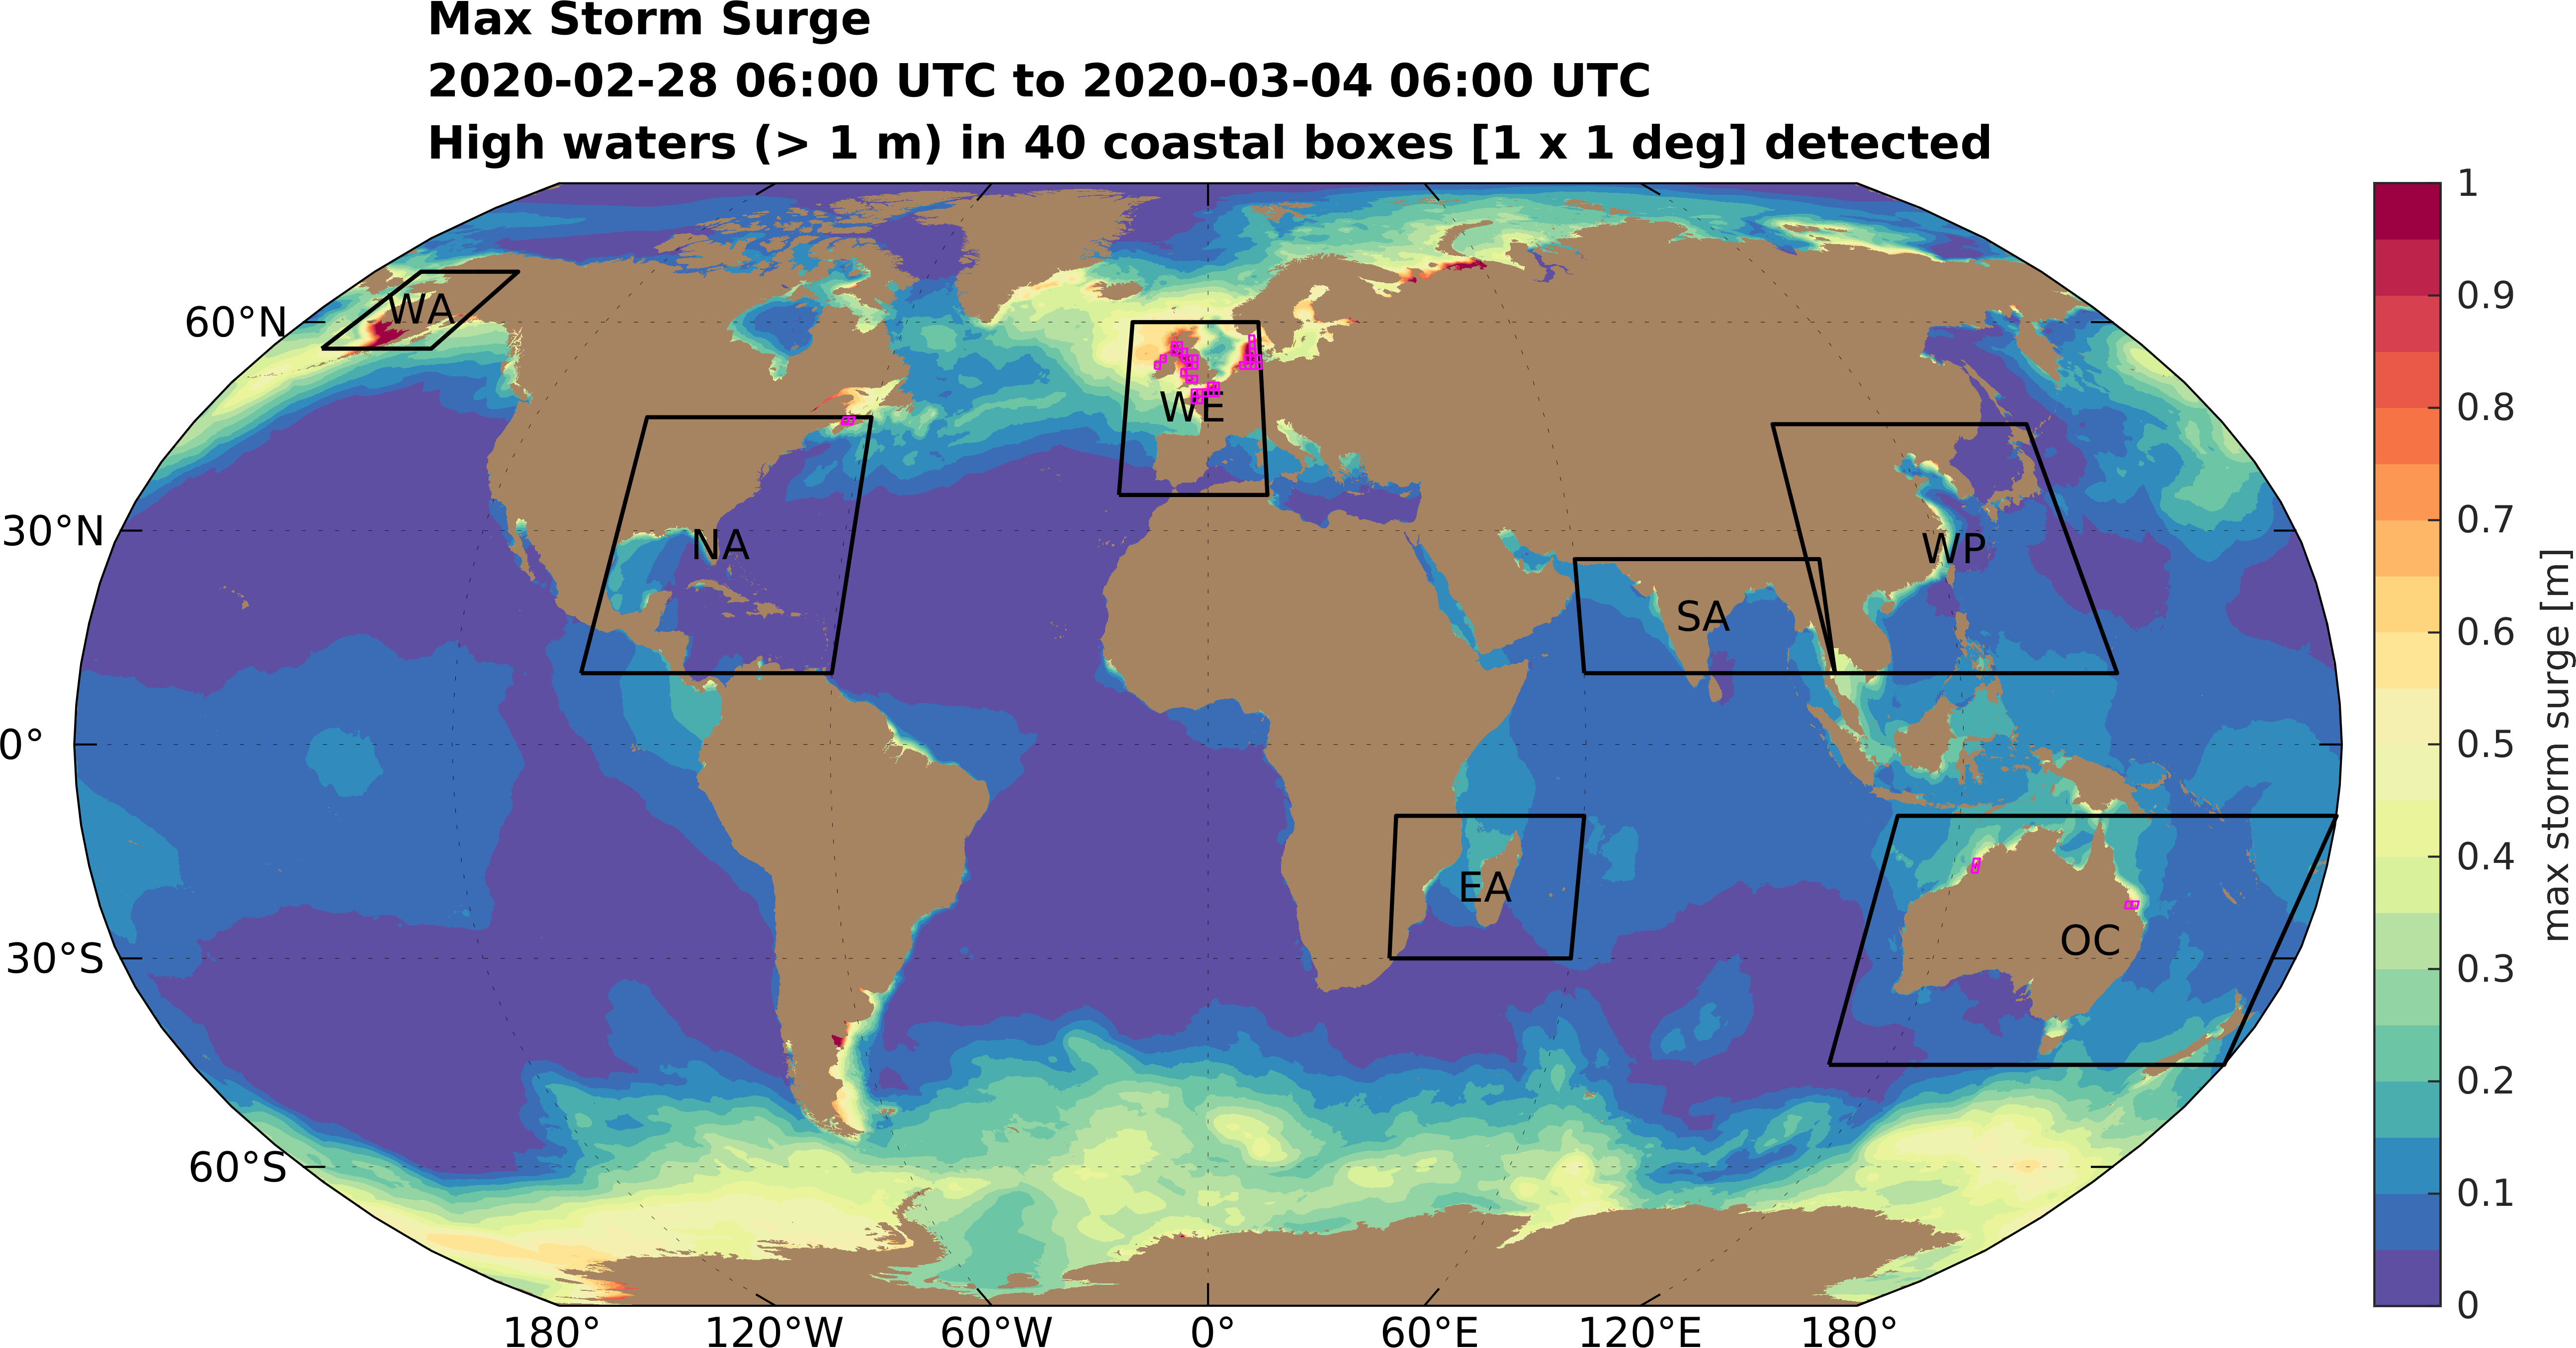 Max Storm Surge
2020-02-28 06:00 UTC to 2020-03-04 06:00 UTC
High waters (> 1 m) in 40 coastal boxes [1 x 1 deg] detected
60°N
30°N
0°
30°S
60°S
180°
120°W
60°W
0°
60°E
120°E
180°
WA
NA
WE
SA
WP
EA
OC
1
0.9
0.8
0.7
0.6
0.5
0.4
0.3
0.2
0.1
0
max storm surge [m]